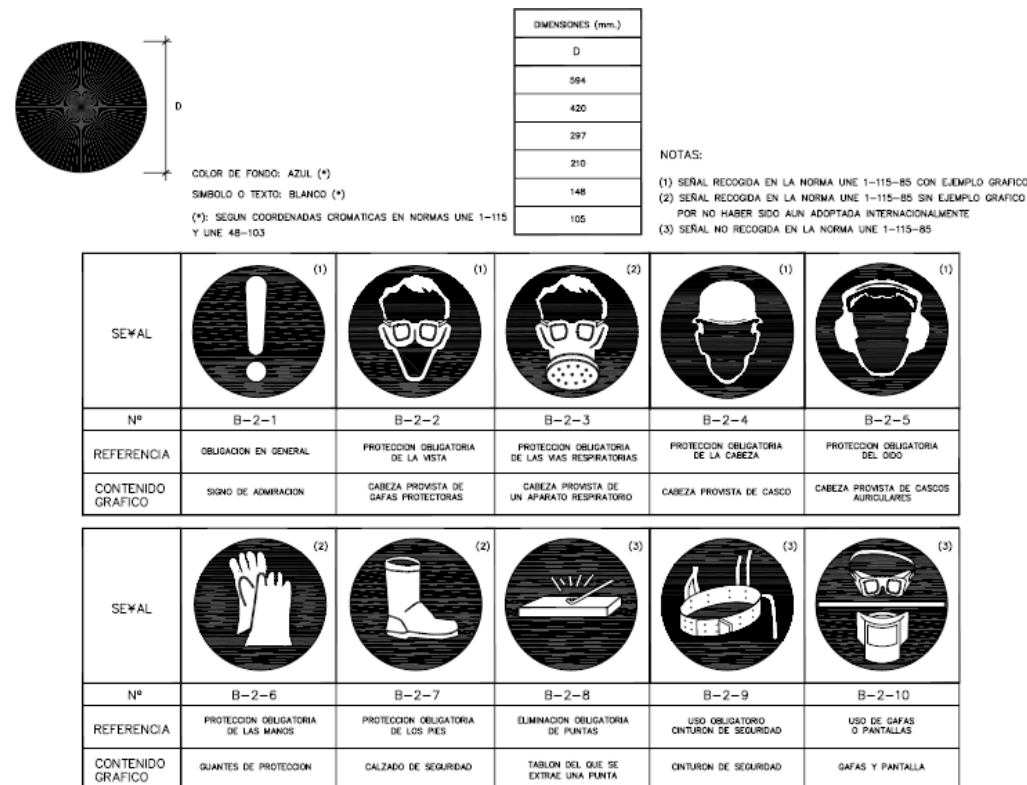 DIMENSIONES (mm.)
D
594
420
297
210
148
105
D
COLOR DE FONDO: AZUL (*)
SIMBOLO O TEXTO: BLANCO (*)
(*): SEGUN COORDENADAS CROMATICAS EN NORMAS UNE 1-115
Y UNE 48-103
NOTAS:
(1) SEÑAL RECOGIDA EN LA NORMA UNE 1-115-85 CON EJEMPLO GRAFICO
(2) SEÑAL RECOGIDA EN LA NORMA UNE 1-115-85 SIN EJEMPLO GRAFICO
POR NO HABER SIDO AUN ADOPTADA INTERNACIONALMENTE
(3) SEÑAL NO RECOGIDA EN LA NORMA UNE 1-115-85
SE¥AL (1) (1) (2) (1) (1)
Nº B-2-1 B-2-2 B-2-3 B-2-4 B-2-5
REFERENCIA
OBLIGACION EN GENERAL
PROTECCION OBLIGATORIA
DE LA VISTA
PROTECCION OBLIGATORIA
DE LAS VIAS RESPIRATORIAS
PROTECCION OBLIGATORIA
DE LA CABEZA
PROTECCION OBLIGATORIA
DEL OIDO
CONTENIDO
GRAFICO
SIGNO DE ADMIRACION
CABEZA PROVISTA DE
GAFAS PROTECTORAS
CABEZA PROVISTA DE
UN APARATO RESPIRATORIO
CABEZA PROVISTA DE CASCO
CABEZA PROVISTA DE CASCOS
AURICULARES
SE¥AL (2) (2) (3) (3) (3)
Nº B-2-6 B-2-7 B-2-8 B-2-9 B-2-10
REFERENCIA
PROTECCION OBLIGATORIA
DE LAS MANOS
PROTECCION OBLIGATORIA
DE LOS PIES
ELIMINACION OBLIGATORIA
DE PUNTAS
USO OBLIGATORIO
CINTURON DE SEGURIDAD
USO DE GAFAS
O PANTALLAS
CONTENIDO
GRAFICO
GUANTES DE PROTECCION
CALZADO DE SEGURIDAD
TABLON DEL QUE SE
EXTRAE UNA PUNTA
CINTURON DE SEGURIDAD
GAFAS Y PANTALLA